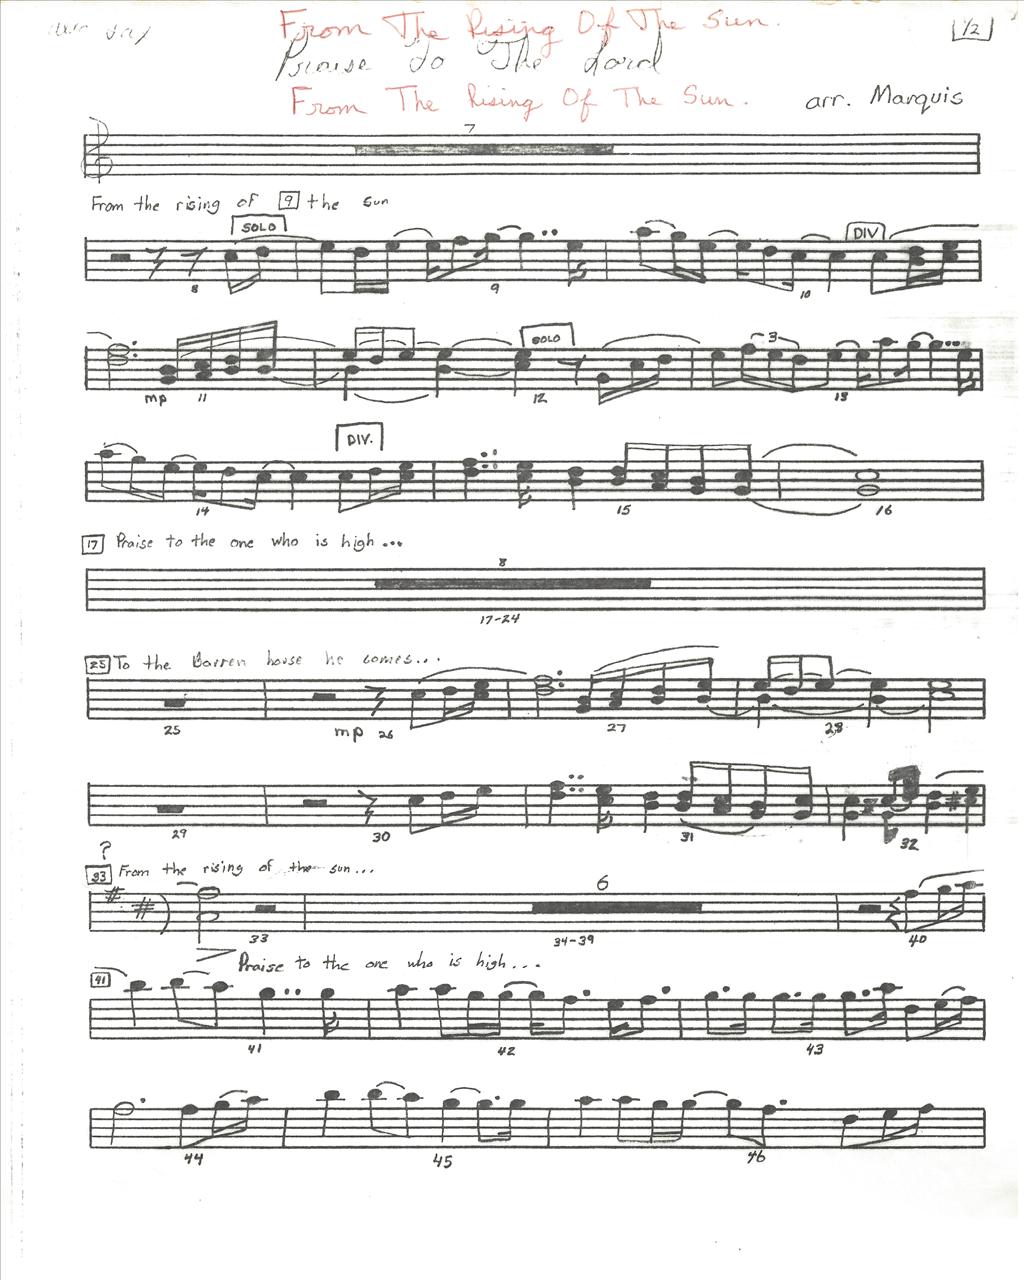 From The Rising Of The Sun. 1/2
Praise To The Lord
From The Rising Of The Sun. arr. Marquis
7
From the rising of 9 the sun
SOLO DIV
8 9 10
SOLO 3
mp 11 12 13
DIV.
14 15 16
17 Praise to the one who is high...
8
17-24
25 To the Barren house he comes...
25 mp 26 27 28
29 30 31 32
?
33 From the rising of the sun...
6
33 34-39 40
Praise to the one who is high...
41
41 42 43
44 45 46